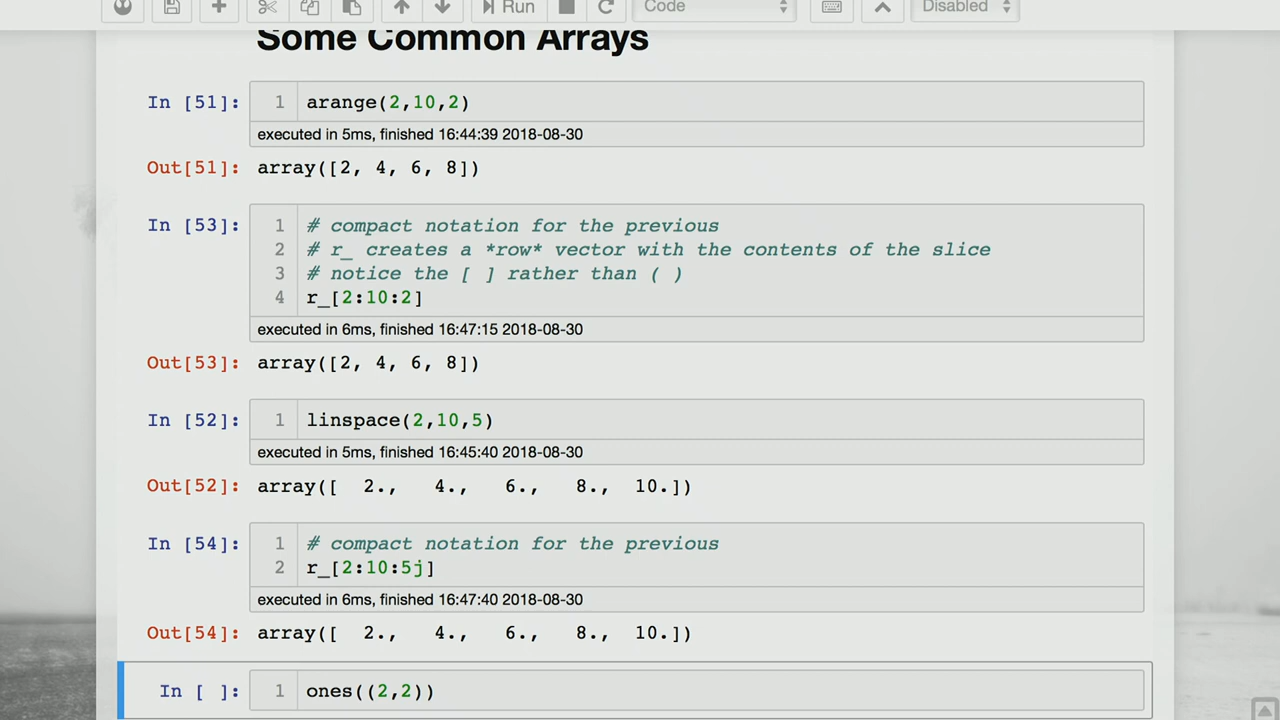 Run Code Disabled
Some Common Arrays
In [51]: 1 arange(2,10,2)
executed in 5ms, finished 16:44:39 2018-08-30
Out[51]: array([2, 4, 6, 8])
In [53]: 1 # compact notation for the previous
2 # r_ creates a *row* vector with the contents of the slice
3 # notice the [ ] rather than ( )
4 r_[2:10:2]
executed in 6ms, finished 16:47:15 2018-08-30
Out[53]: array([2, 4, 6, 8])
In [52]: 1 linspace(2,10,5)
executed in 5ms, finished 16:45:40 2018-08-30
Out[52]: array([ 2., 4., 6., 8., 10.])
In [54]: 1 # compact notation for the previous
2 r_[2:10:5j]
executed in 6ms, finished 16:47:40 2018-08-30
Out[54]: array([ 2., 4., 6., 8., 10.])
In [ ]: 1 ones((2,2))